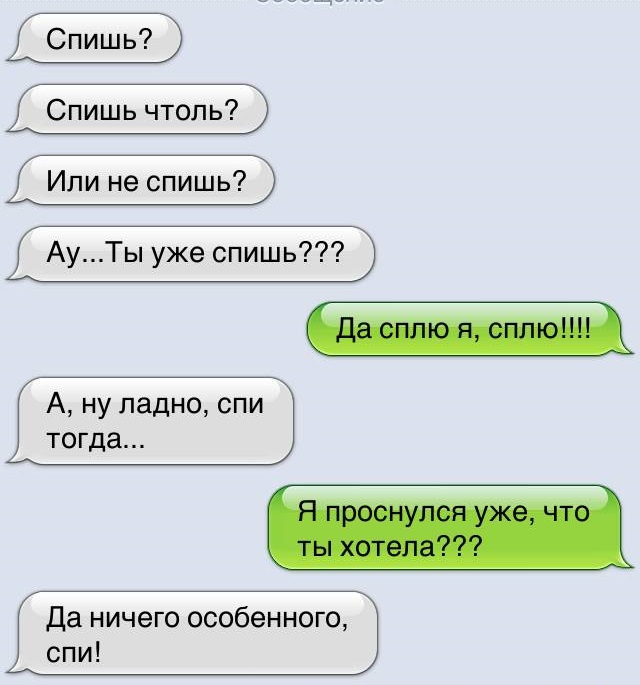 Спишь?
Спишь чтоль?
Или не спишь?
Ау...Ты уже спишь???
Да сплю я, сплю!!!!
А, ну ладно, спи
тогда...
Я проснулся уже, что
ты хотела???
Да ничего особенного,
спи!